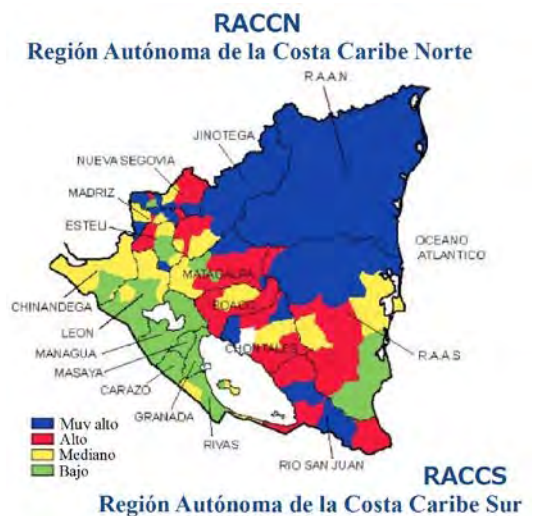 RACCN
Región Autónoma de la Costa Caribe Norte
R.A.A.N
JINOTEGA
NUEVA SEGOVIA
MADRIZ
ESTELI
OCEANO
ATLANTICO
MATAGALPA
CHINANDEGA
BOACO
LEON
CHONTALES
MANAGUA
R.A.A.S
MASAYA
CARAZO
GRANADA
RIVAS
RIO SAN JUAN
Muy alto
Alto
Mediano
Bajo
RACCS
Región Autónoma de la Costa Caribe Sur